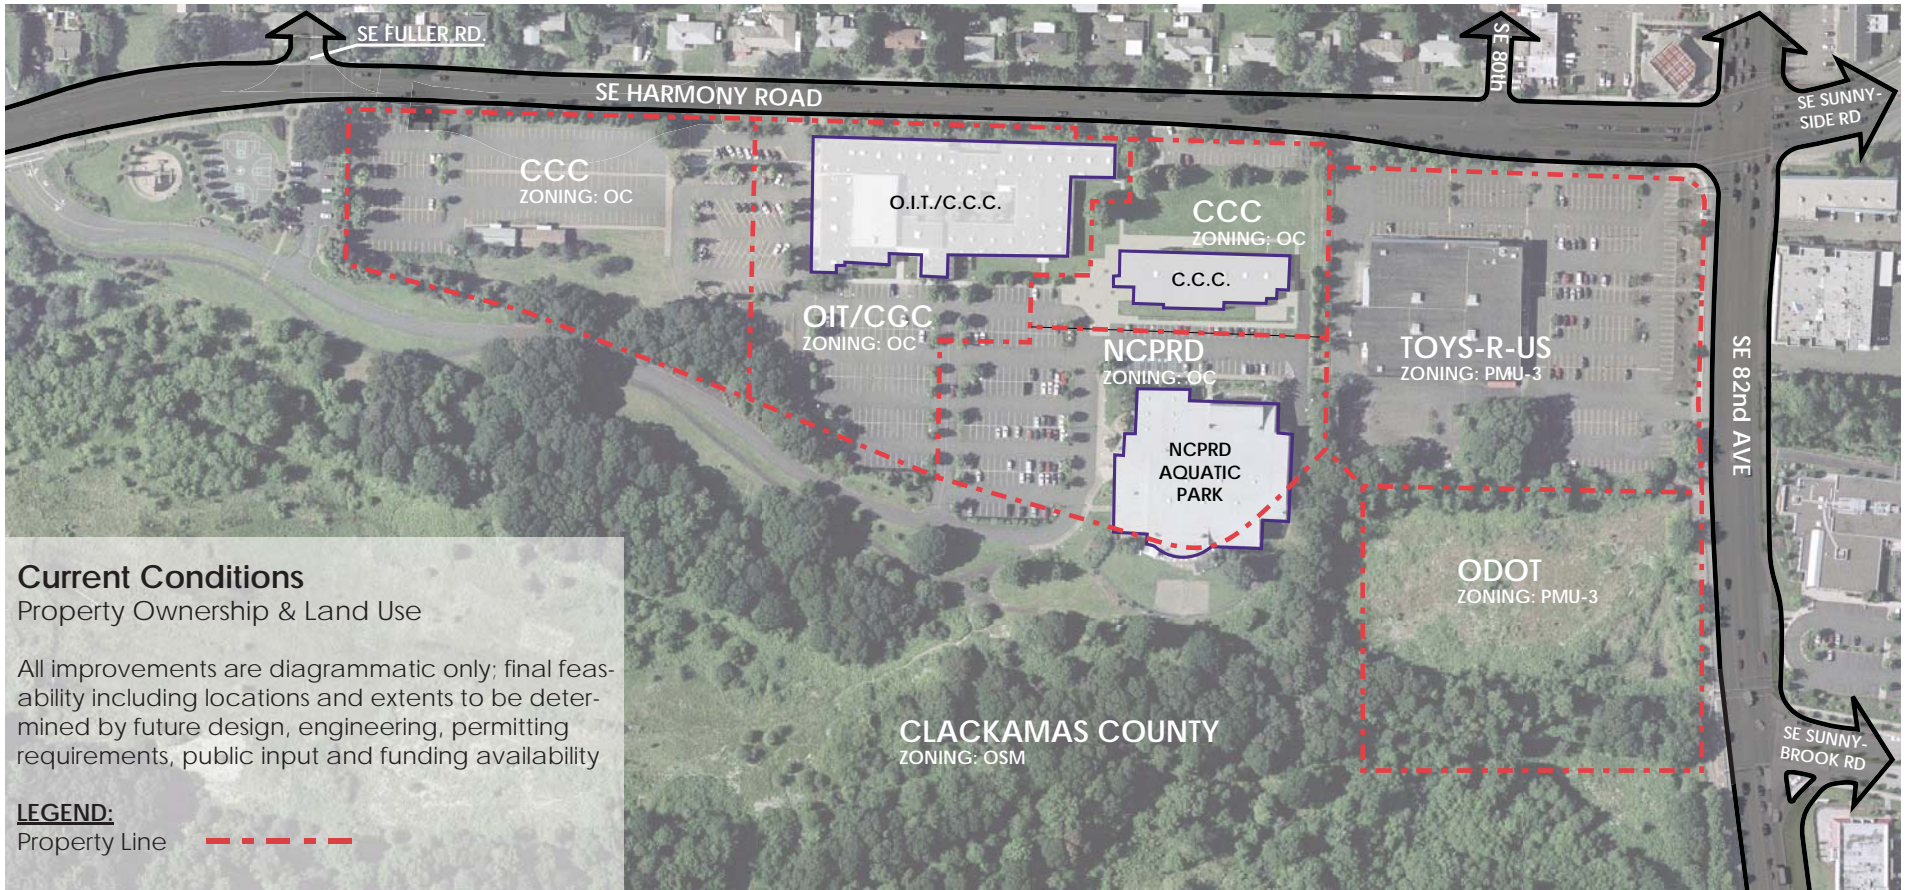 SE FULLER RD.
SE HARMONY ROAD
SE 80th
SE SUNNY-
SIDE RD
CCC
ZONING: OC
O.I.T./C.C.C.
CCC
ZONING: OC
C.C.C.
OIT/CCC
ZONING: OC
NCPRD
ZONING: OC
TOYS-R-US
ZONING: PMU-3
SE 82nd AVE
NCPRD
AQUATIC
PARK
ODOT
ZONING: PMU-3
CLACKAMAS COUNTY
ZONING: OSM
SE SUNNY-
BROOK RD
Current Conditions
Property Ownership & Land Use
All improvements are diagrammatic only; final feas-
ability including locations and extents to be deter-
mined by future design, engineering, permitting
requirements, public input and funding availability
LEGEND:
Property Line